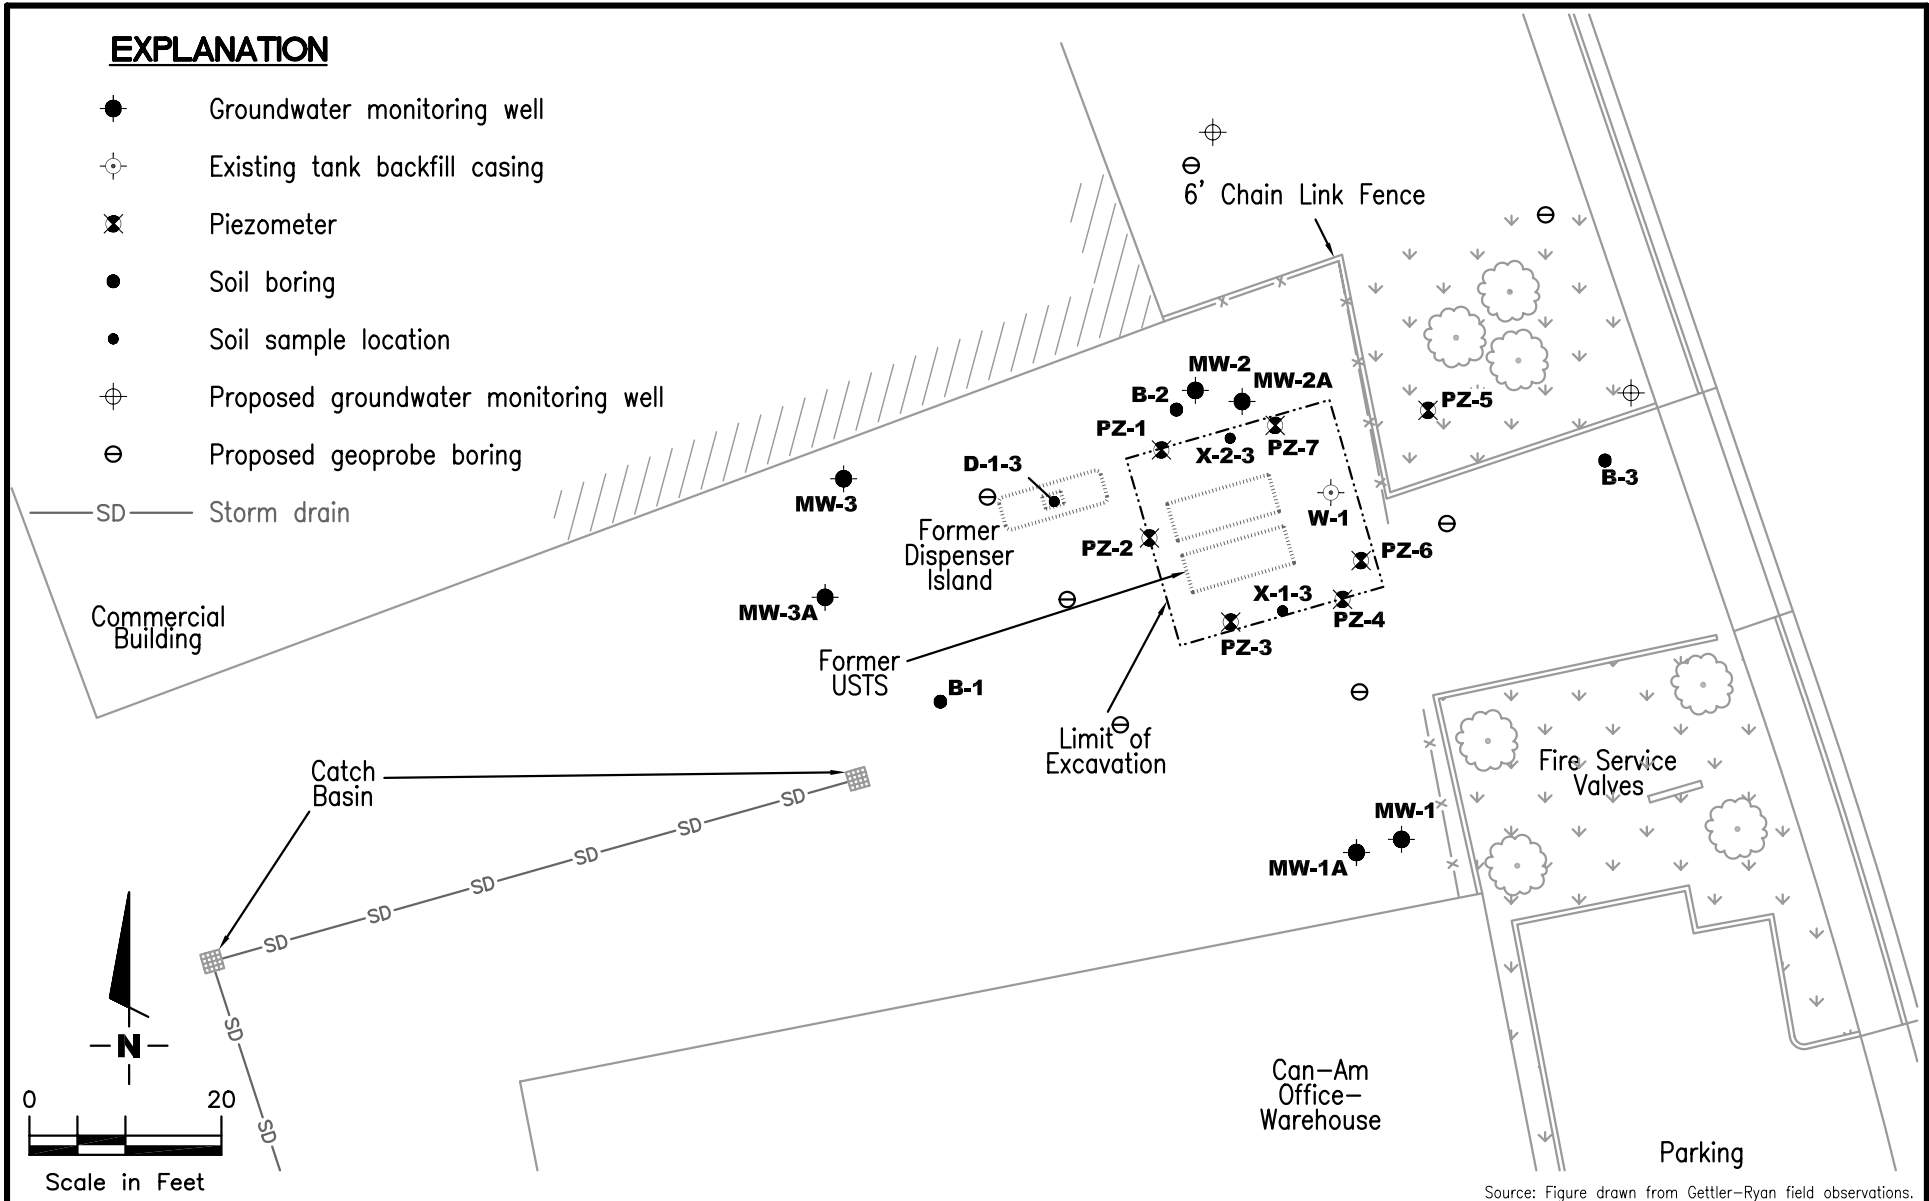 EXPLANATION
Groundwater monitoring well
Existing tank backfill casing
Piezometer
Soil boring
Soil sample location
Proposed groundwater monitoring well
Proposed geoprobe boring
SD
Storm drain
6' Chain Link Fence
MW-2
MW-2A
B-2
PZ-5
PZ-1
PZ-7
X-2-3
D-1-3
B-3
MW-3
W-1
Former
Dispenser
Island
PZ-2
PZ-6
X-1-3
MW-3A
PZ-4
Commercial
Building
PZ-3
Former
USTS
B-1
Limit of
Excavation
Fire Service
Valves
Catch
Basin
SD
SD
SD
SD
SD
SD
MW-1
MW-1A
SD
SD
N
0 20
Scale in Feet
Can-Am
Office-
Warehouse
Parking
Source: Figure drawn from Gettler-Ryan field observations.